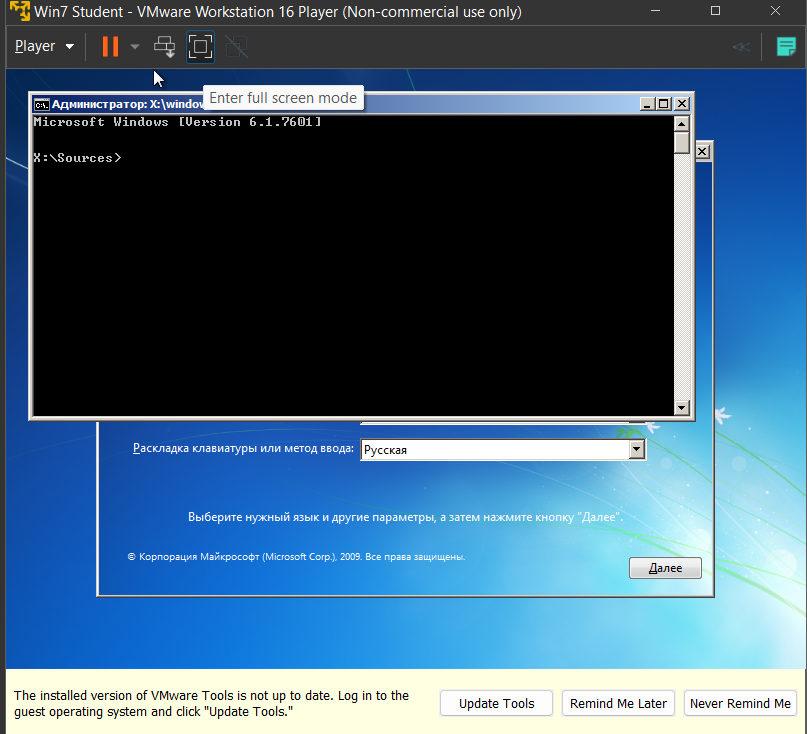 Win7 Student - VMware Workstation 16 Player (Non-commercial use only)
Player
Enter full screen mode
Администратор: X:\window
Microsoft Windows [Version 6.1.7601]
X:\Sources>
Раскладка клавиатуры или метод ввода: Русская
Выберите нужный язык и другие параметры, а затем нажмите кнопку "Далее".
© Корпорация Майкрософт (Microsoft Corp.), 2009. Все права защищены.
Далее
The installed version of VMware Tools is not up to date. Log in to the
guest operating system and click "Update Tools."
Update Tools
Remind Me Later
Never Remind Me